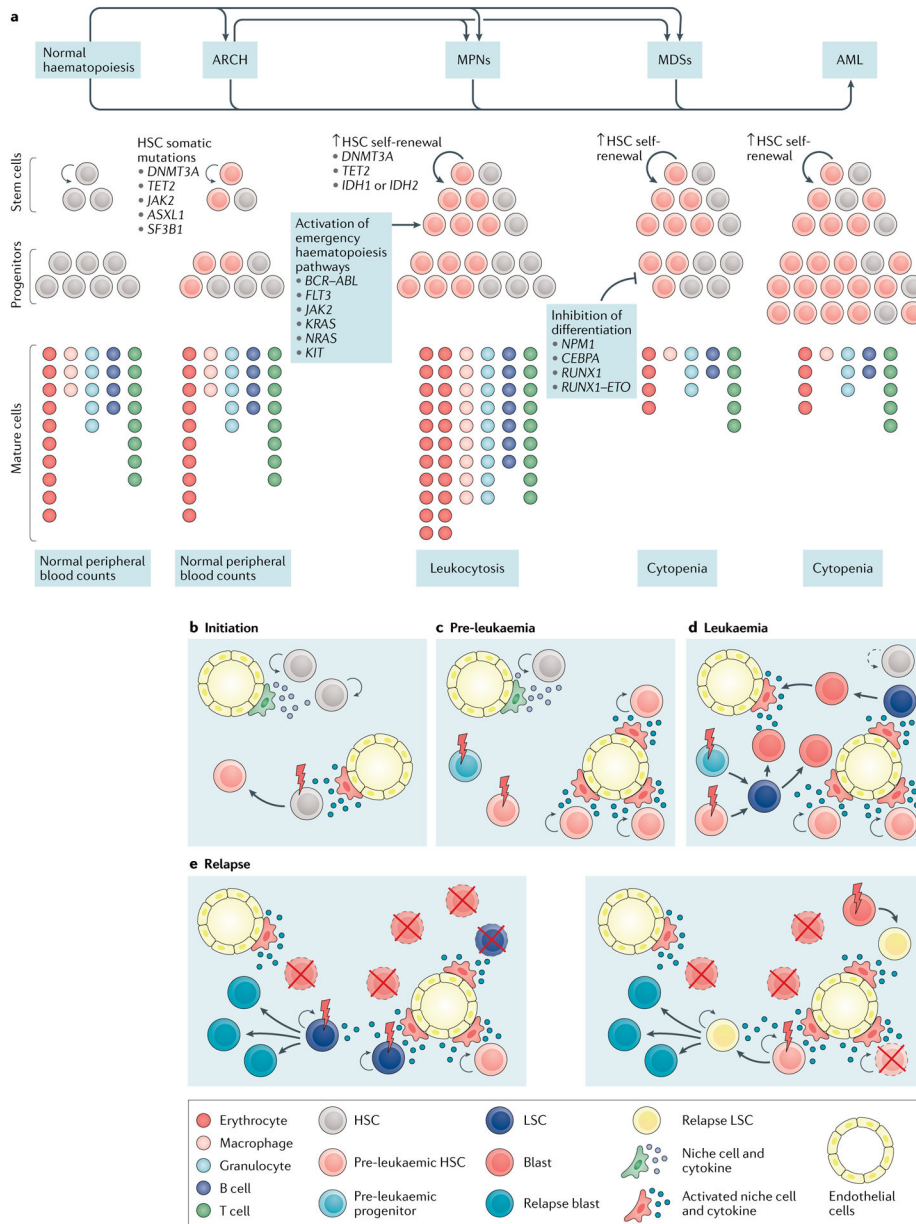 a
Normal
haematopoiesis
ARCH
MPNs
MDSs
AML
Stem cells
HSC somatic
mutations
• DNMT3A
• TET2
• JAK2
• ASXL1
• SF3B1
↑HSC self-renewal
• DNMT3A
• TET2
• IDH1 or IDH2
↑HSC self-
renewal
↑HSC self-
renewal
Progenitors
Activation of
emergency
haematopoiesis
pathways
• BCR–ABL
• FLT3
• JAK2
• KRAS
• NRAS
• KIT
Inhibition of
differentiation
• NPM1
• CEBPA
• RUNX1
• RUNX1–ETO
Mature cells
Normal peripheral
blood counts
Normal peripheral
blood counts
Leukocytosis
Cytopenia
Cytopenia
b Initiation
c Pre-leukaemia
d Leukaemia
e Relapse
Erythrocyte
Macrophage
Granulocyte
B cell
T cell
HSC
Pre-leukaemic HSC
Pre-leukaemic
progenitor
LSC
Blast
Relapse blast
Relapse LSC
Niche cell and
cytokine
Activated niche cell
and cytokine
Endothelial
cells